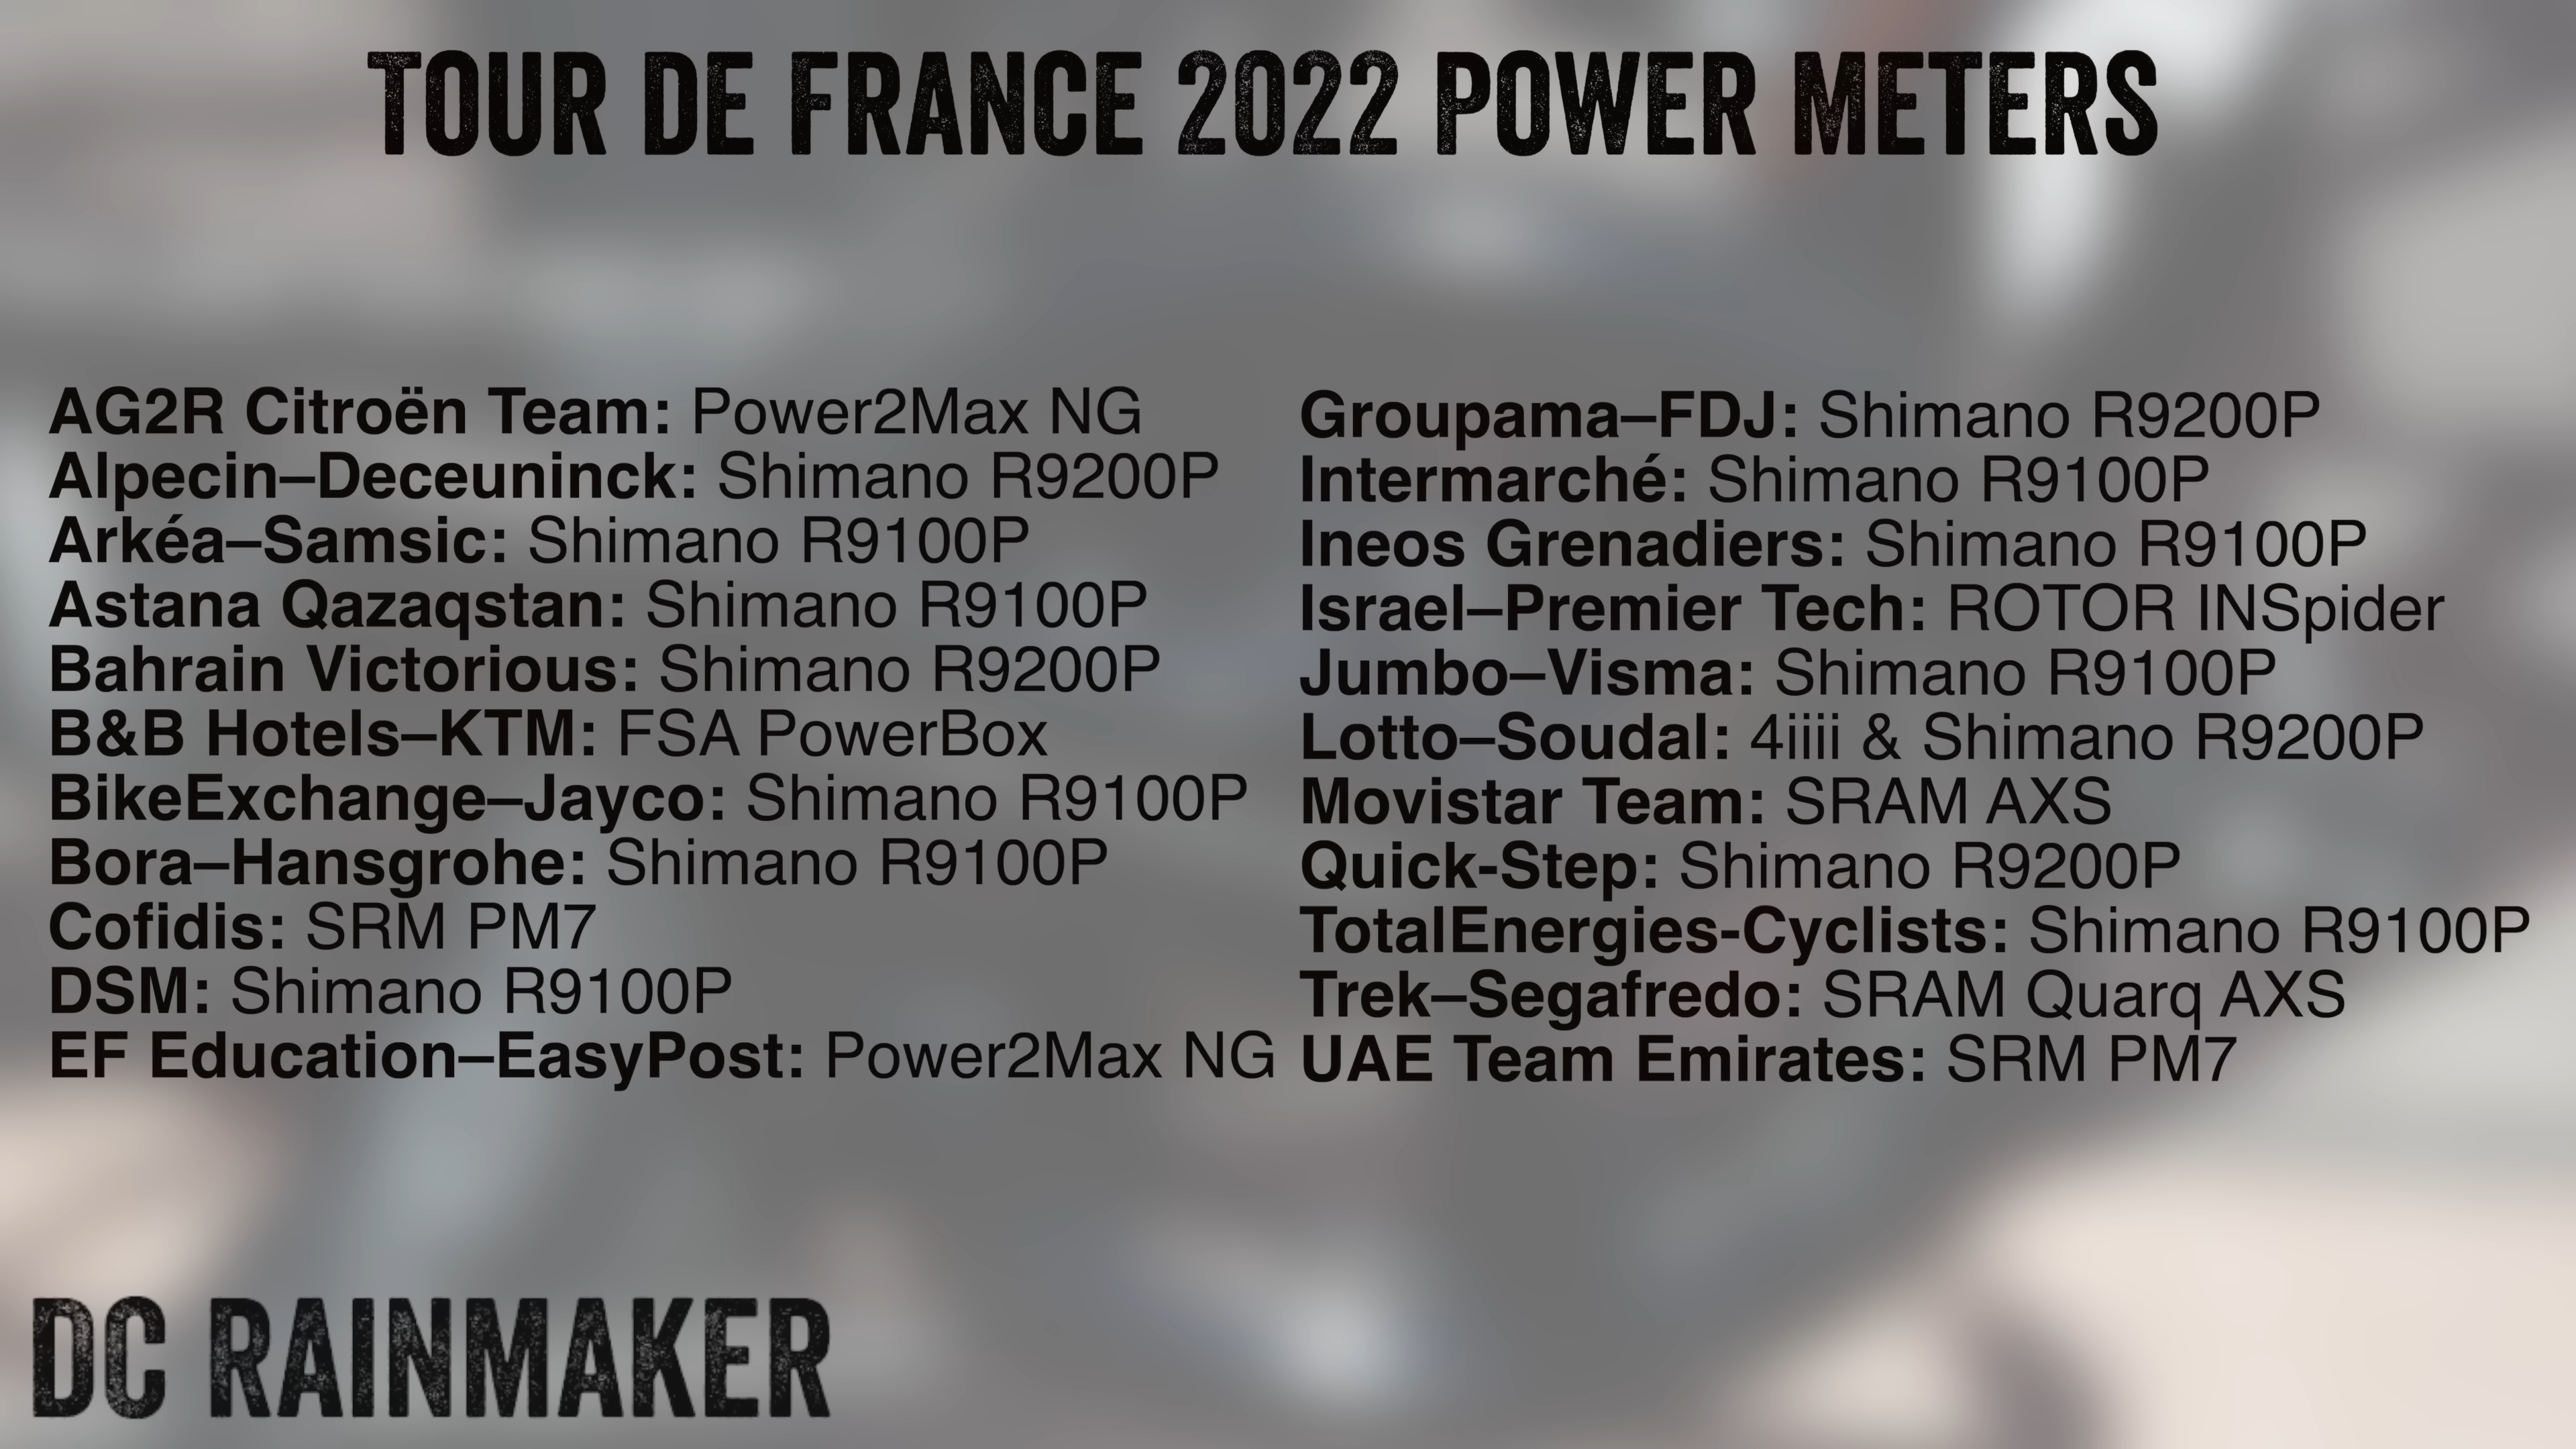 TOUR DE FRANCE 2022 POWER METERS
AG2R Citroën Team: Power2Max NG
Alpecin–Deceuninck: Shimano R9200P
Arkéa–Samsic: Shimano R9100P
Astana Qazaqstan: Shimano R9100P
Bahrain Victorious: Shimano R9200P
B&B Hotels–KTM: FSA PowerBox
BikeExchange–Jayco: Shimano R9100P
Bora–Hansgrohe: Shimano R9100P
Cofidis: SRM PM7
DSM: Shimano R9100P
EF Education–EasyPost: Power2Max NG
Groupama–FDJ: Shimano R9200P
Intermarché: Shimano R9100P
Ineos Grenadiers: Shimano R9100P
Israel–Premier Tech: ROTOR INSpider
Jumbo–Visma: Shimano R9100P
Lotto–Soudal: 4iiii & Shimano R9200P
Movistar Team: SRAM AXS
Quick-Step: Shimano R9200P
TotalEnergies-Cyclists: Shimano R9100P
Trek–Segafredo: SRAM Quarq AXS
UAE Team Emirates: SRM PM7
DC RAINMAKER